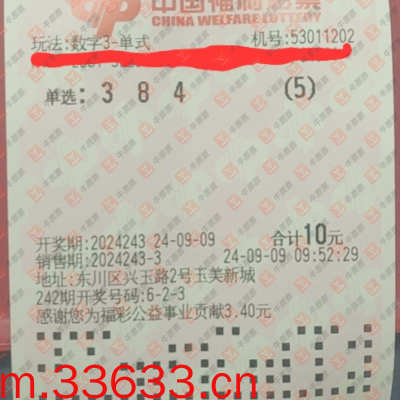 中国福利彩票
CHINA WELFARE LOTTERY
玩法:数字3-单式 机号:53011202
单选: 3 8 4 (5)
开奖期:2024243 24-09-09 合计10元
销售期:2024243-3 24-09-09 09:52:29
地址:东川区兴玉路2号玉美新城
242期开奖号码:6-2-3
感谢您为福彩公益事业贡献3.40元
m.33633.cn